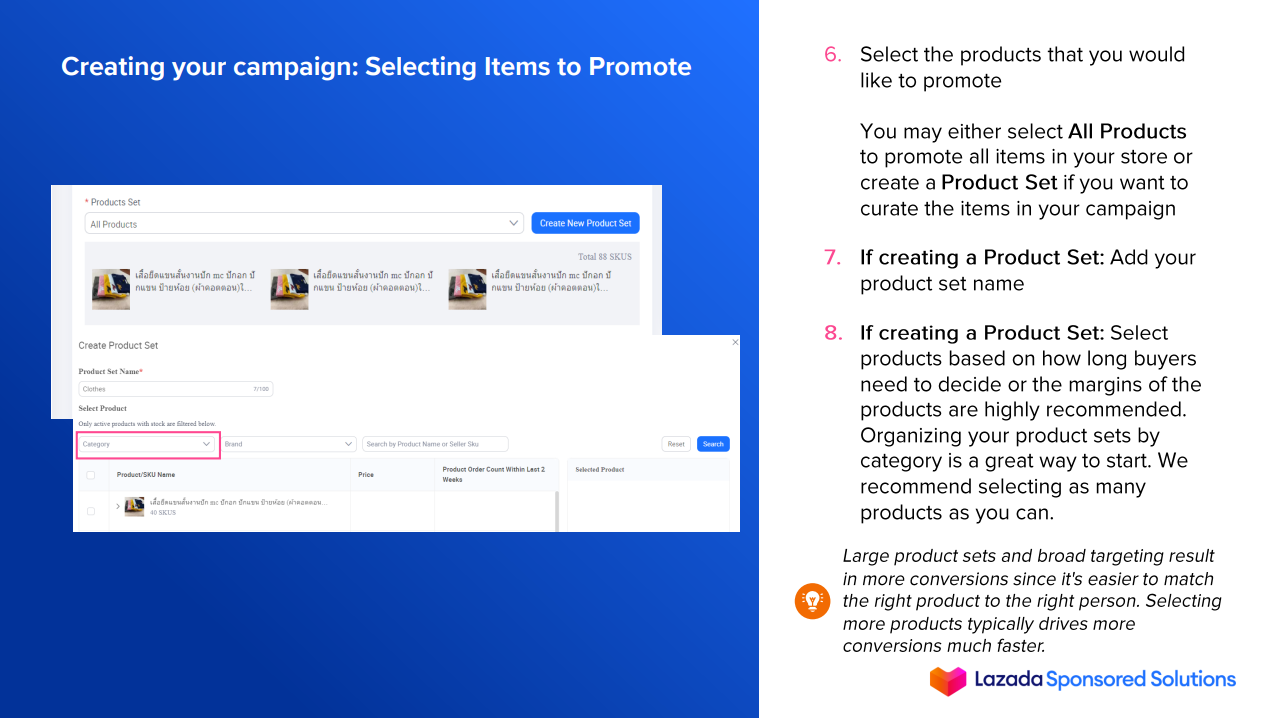 Creating your campaign: Selecting Items to Promote
* Products Set
All Products
Create New Product Set
Total 88 SKUS
เสื้อยืดแขนสั้นงานปัก mc ปักอก ปั
กแขน ป้ายห้อย (ผ้าคอตตอน)ใ...
เสื้อยืดแขนสั้นงานปัก mc ปักอก ปั
กแขน ป้ายห้อย (ผ้าคอตตอน)ใ...
เสื้อยืดแขนสั้นงานปัก mc ปักอก ปั
กแขน ป้ายห้อย (ผ้าคอตตอน)ใ...
Create Product Set
Product Set Name*
Clothes
7/100
Select Product
Only active products with stock are filtered below.
Category
Brand
Search by Product Name or Seller Sku
Reset
Search
Product/SKU Name
Price
Product Order Count Within Last 2
Weeks
Selected Product
เสื้อยืดแขนสั้นงานปัก mc ปักอก ปักแขน ป้ายห้อย (ผ้าคอตตอน...
40 SKUS
6. Select the products that you would
like to promote
You may either select All Products
to promote all items in your store or
create a Product Set if you want to
curate the items in your campaign
7. If creating a Product Set: Add your
product set name
8. If creating a Product Set: Select
products based on how long buyers
need to decide or the margins of the
products are highly recommended.
Organizing your product sets by
category is a great way to start. We
recommend selecting as many
products as you can.
Large product sets and broad targeting result
in more conversions since it's easier to match
the right product to the right person. Selecting
more products typically drives more
conversions much faster.
Lazada Sponsored Solutions